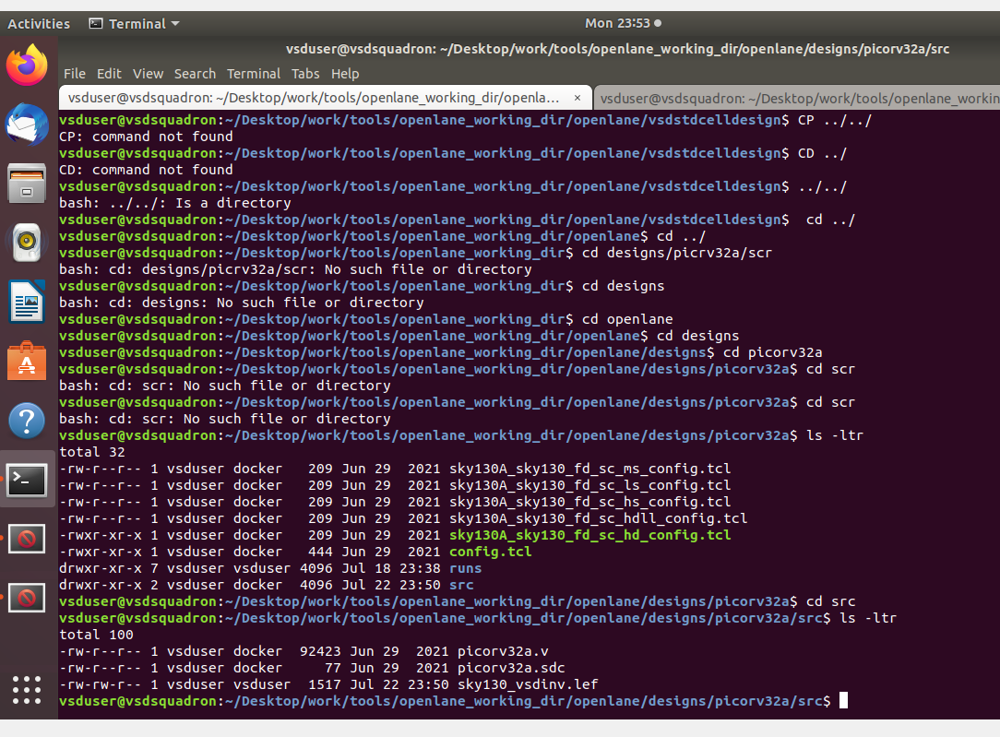 Activities Terminal Mon 23:53
vsduser@vsdsquadron: ~/Desktop/work/tools/openlane_working_dir/openlane/designs/picorv32a/src
File Edit View Search Terminal Tabs Help
vsduser@vsdsquadron: ~/Desktop/work/tools/openlane_working_dir/openla... × vsduser@vsdsquadron: ~/Desktop/work/tools/openlane_workin
vsduser@vsdsquadron:~/Desktop/work/tools/openlane_working_dir/openlane/vsdstdcelldesign$ CP ../../
CP: command not found
vsduser@vsdsquadron:~/Desktop/work/tools/openlane_working_dir/openlane/vsdstdcelldesign$ CD ../
CD: command not found
vsduser@vsdsquadron:~/Desktop/work/tools/openlane_working_dir/openlane/vsdstdcelldesign$ ../../
bash: ../../: Is a directory
vsduser@vsdsquadron:~/Desktop/work/tools/openlane_working_dir/openlane/vsdstdcelldesign$  cd ../
vsduser@vsdsquadron:~/Desktop/work/tools/openlane_working_dir/openlane$ cd ../
vsduser@vsdsquadron:~/Desktop/work/tools/openlane_working_dir$ cd designs/picrv32a/scr
bash: cd: designs/picrv32a/scr: No such file or directory
vsduser@vsdsquadron:~/Desktop/work/tools/openlane_working_dir$ cd designs
bash: cd: designs: No such file or directory
vsduser@vsdsquadron:~/Desktop/work/tools/openlane_working_dir$ cd openlane
vsduser@vsdsquadron:~/Desktop/work/tools/openlane_working_dir/openlane$ cd designs
vsduser@vsdsquadron:~/Desktop/work/tools/openlane_working_dir/openlane/designs$ cd picorv32a
vsduser@vsdsquadron:~/Desktop/work/tools/openlane_working_dir/openlane/designs/picorv32a$ cd scr
bash: cd: scr: No such file or directory
vsduser@vsdsquadron:~/Desktop/work/tools/openlane_working_dir/openlane/designs/picorv32a$ cd scr
bash: cd: scr: No such file or directory
vsduser@vsdsquadron:~/Desktop/work/tools/openlane_working_dir/openlane/designs/picorv32a$ ls -ltr
total 32
-rw-r--r-- 1 vsduser docker   209 Jun 29  2021 sky130A_sky130_fd_sc_ms_config.tcl
-rw-r--r-- 1 vsduser docker   209 Jun 29  2021 sky130A_sky130_fd_sc_ls_config.tcl
-rw-r--r-- 1 vsduser docker   209 Jun 29  2021 sky130A_sky130_fd_sc_hs_config.tcl
-rw-r--r-- 1 vsduser docker   209 Jun 29  2021 sky130A_sky130_fd_sc_hdll_config.tcl
-rwxr-xr-x 1 vsduser docker   209 Jun 29  2021 sky130A_sky130_fd_sc_hd_config.tcl
-rwxr-xr-x 1 vsduser docker   444 Jun 29  2021 config.tcl
drwxr-xr-x 7 vsduser vsduser 4096 Jul 18 23:38 runs
drwxr-xr-x 2 vsduser docker  4096 Jul 22 23:50 src
vsduser@vsdsquadron:~/Desktop/work/tools/openlane_working_dir/openlane/designs/picorv32a$ cd src
vsduser@vsdsquadron:~/Desktop/work/tools/openlane_working_dir/openlane/designs/picorv32a/src$ ls -ltr
total 100
-rw-r--r-- 1 vsduser docker  92423 Jun 29  2021 picorv32a.v
-rw-r--r-- 1 vsduser docker     77 Jun 29  2021 picorv32a.sdc
-rw-rw-r-- 1 vsduser vsduser  1517 Jul 22 23:50 sky130_vsdinv.lef
vsduser@vsdsquadron:~/Desktop/work/tools/openlane_working_dir/openlane/designs/picorv32a/src$